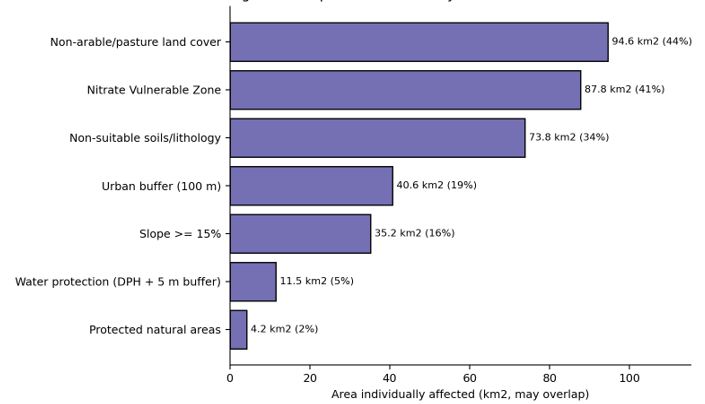 Non-arable/pasture land cover 94.6 km2 (44%)
Nitrate Vulnerable Zone 87.8 km2 (41%)
Non-suitable soils/lithology 73.8 km2 (34%)
Urban buffer (100 m) 40.6 km2 (19%)
Slope >= 15% 35.2 km2 (16%)
Water protection (DPH + 5 m buffer) 11.5 km2 (5%)
Protected natural areas 4.2 km2 (2%)
0 20 40 60 80 100
Area individually affected (km2, may overlap)